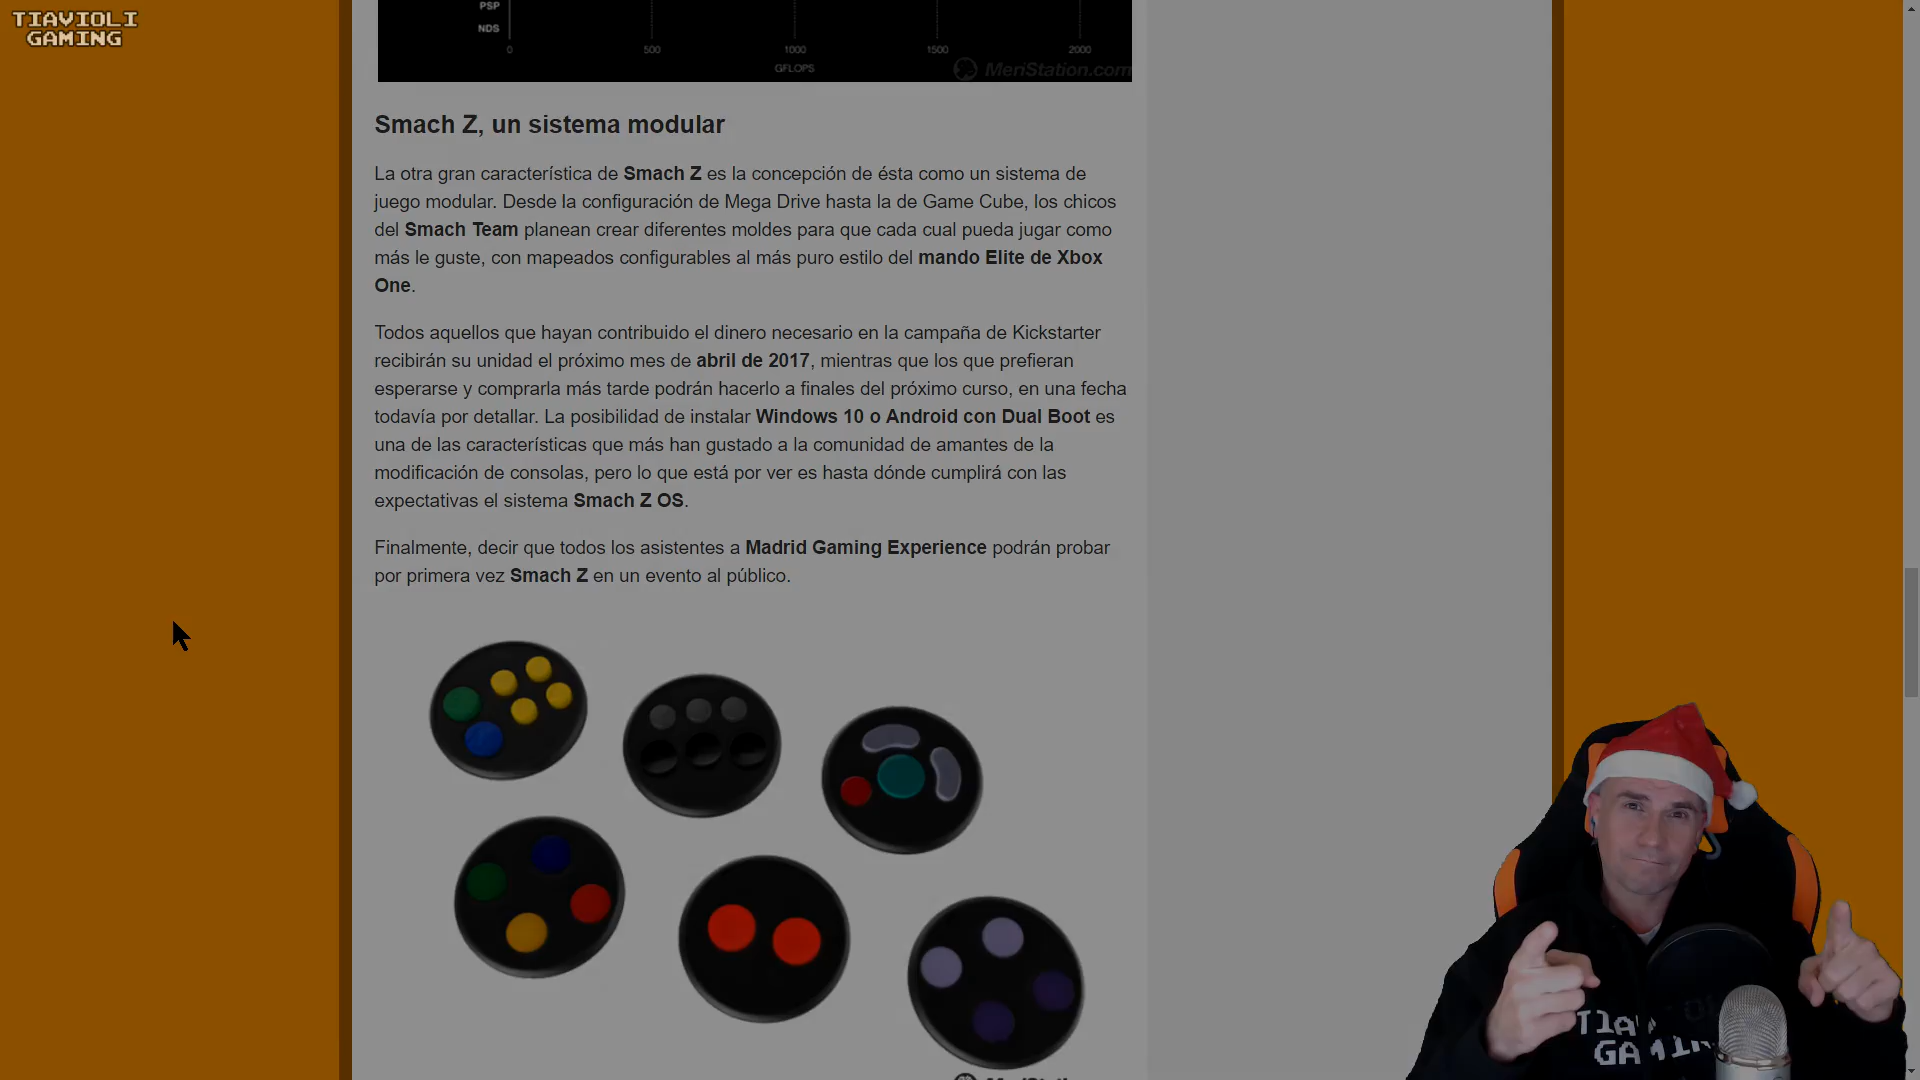 TIAVIOLI
GAMING
PSP
NDS
0 500 1000 1500 2000
GFLOPS
MeriStation.com
Smach Z, un sistema modular
La otra gran característica de Smach Z es la concepción de ésta como un sistema de
juego modular. Desde la configuración de Mega Drive hasta la de Game Cube, los chicos
del Smach Team planean crear diferentes moldes para que cada cual pueda jugar como
más le guste, con mapeados configurables al más puro estilo del mando Elite de Xbox
One.
Todos aquellos que hayan contribuido el dinero necesario en la campaña de Kickstarter
recibirán su unidad el próximo mes de abril de 2017, mientras que los que prefieran
esperarse y comprarla más tarde podrán hacerlo a finales del próximo curso, en una fecha
todavía por detallar. La posibilidad de instalar Windows 10 o Android con Dual Boot es
una de las características que más han gustado a la comunidad de amantes de la
modificación de consolas, pero lo que está por ver es hasta dónde cumplirá con las
expectativas el sistema Smach Z OS.
Finalmente, decir que todos los asistentes a Madrid Gaming Experience podrán probar
por primera vez Smach Z en un evento al público.
GAMING